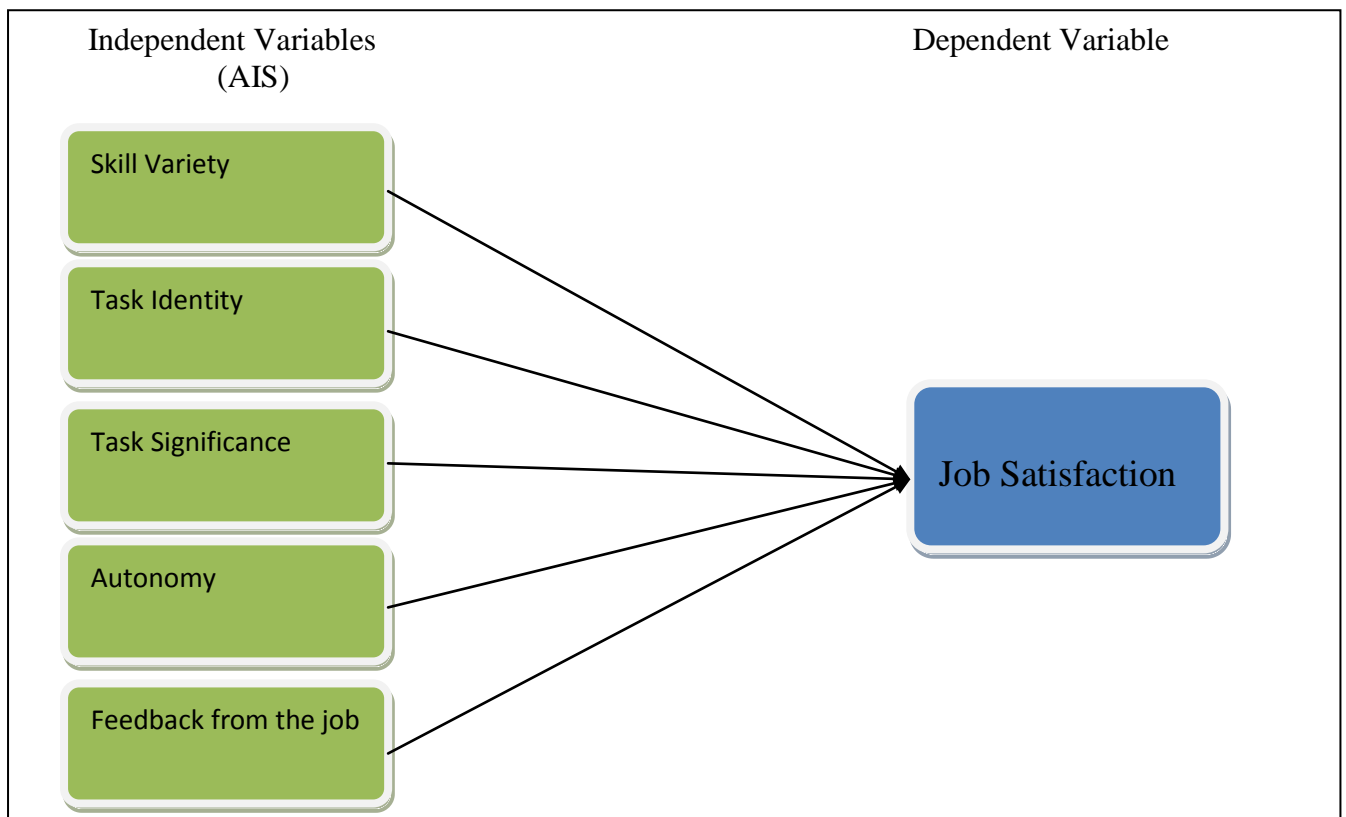 Independent Variables
(AIS)
Dependent Variable
Skill Variety
Task Identity
Task Significance
Autonomy
Feedback from the job
Job Satisfaction